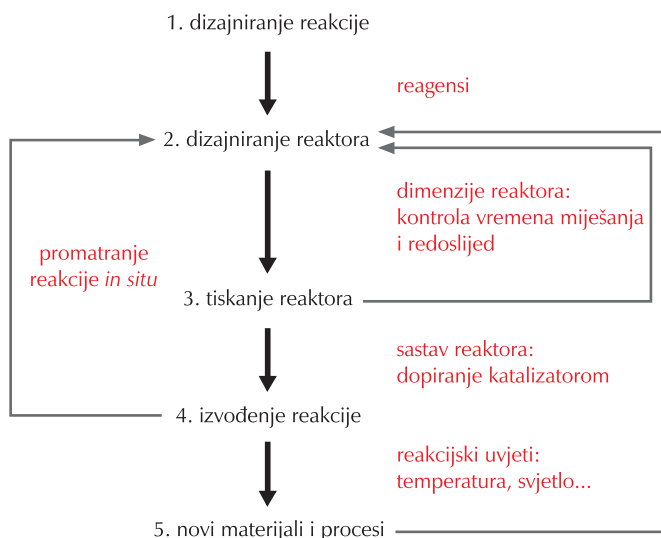 1. dizajniranje reakcije
reagensi
2. dizajniranje reaktora
dimenzije reaktora:
kontrola vremena miješanja
i redoslijed
promatranje
reakcije in situ
3. tiskanje reaktora
sastav reaktora:
dopiranje katalizatorom
4. izvođenje reakcije
reakcijski uvjeti:
temperatura, svjetlo...
5. novi materijali i procesi